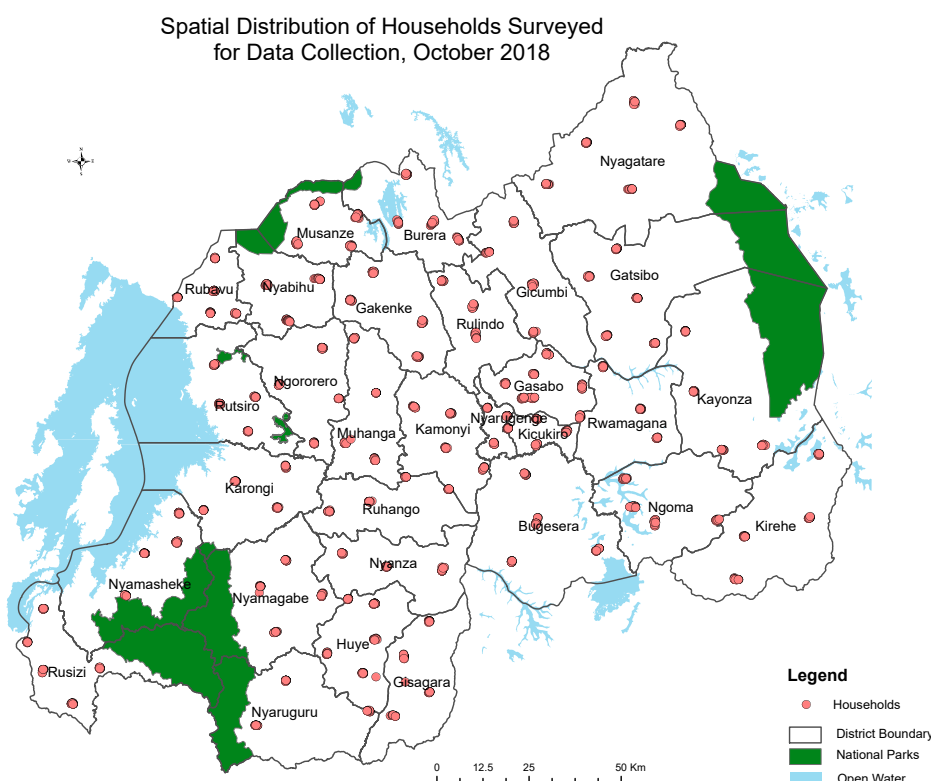 Spatial Distribution of Households Surveyed
for Data Collection, October 2018
N
S
E
Nyagatare
Musanze
Burera
Rubavu
Nyabihu
Gatsibo
Gicumbi
Gakenke
Rulindo
Ngororero
Gasabo
Kayonza
Rutsiro
Nyarugenge
Rwamagana
Muhanga
Kamonyi
Kicukiro
Karongi
Ruhango
Ngoma
Bugesera
Kirehe
Nyanza
Nyamasheke
Nyamagabe
Huye
Rusizi
Gisagara
Nyaruguru
Legend
Households
District Boundary
National Parks
Open Water
0 12.5 25 50 Km